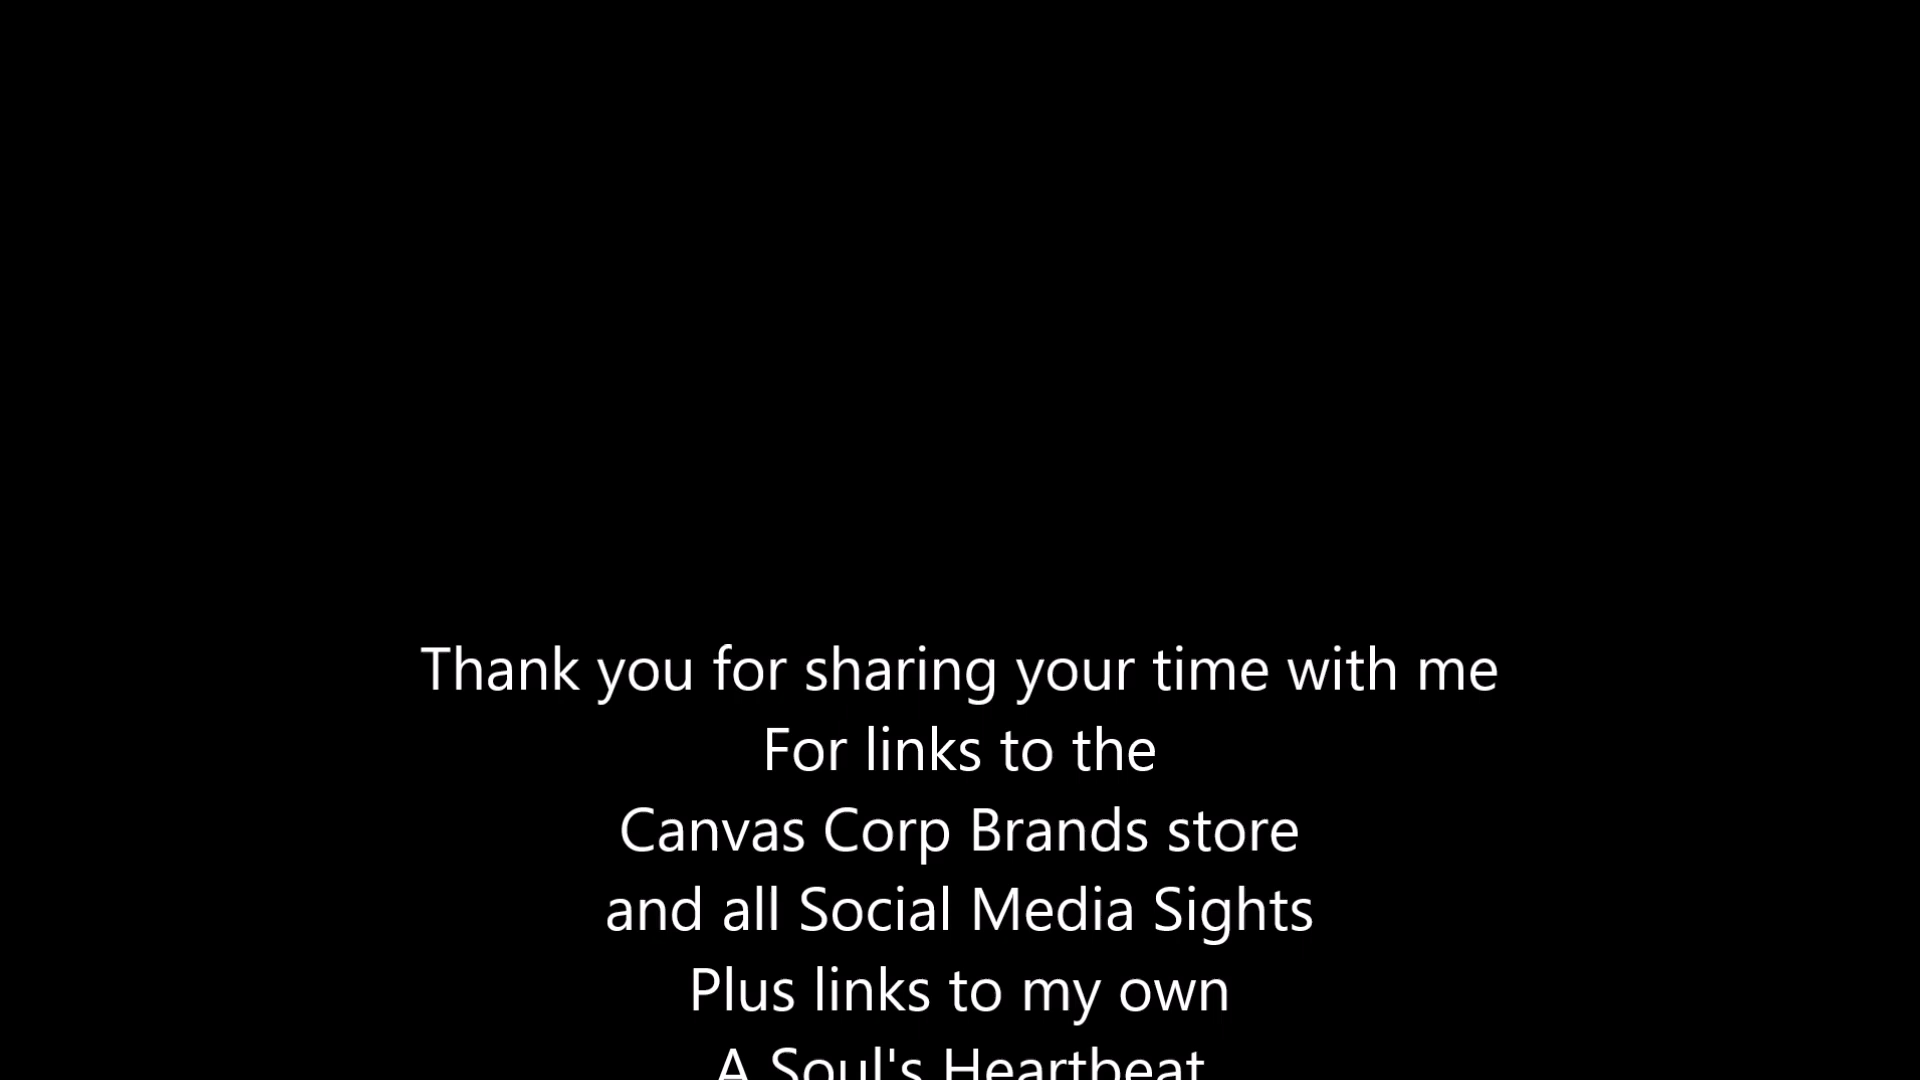 Thank you for sharing your time with me
For links to the
Canvas Corp Brands store
and all Social Media Sights
Plus links to my own
A Soul's Heartbeat